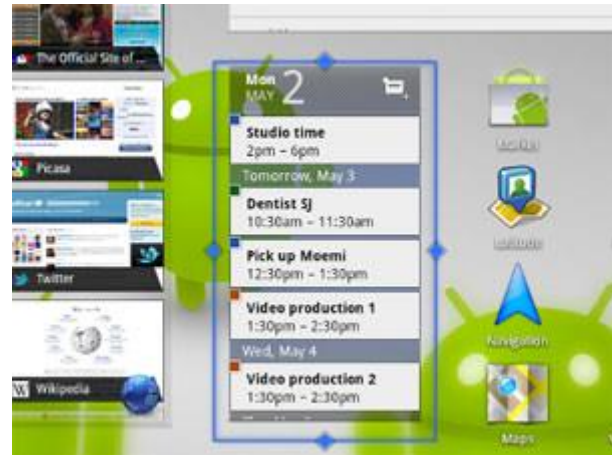 The Official Site of ...
Picasa
Twitter
W Wikipedia
Mon
MAY 2
Studio time
2pm – 6pm
Tomorrow, May 3
Dentist SJ
10:30am – 11:30am
Pick up Moemi
12:30pm – 1:30pm
Video production 1
1:30pm – 2:30pm
Wed, May 4
Video production 2
1:30pm – 2:30pm
Market
Latitude
Navigation
Maps